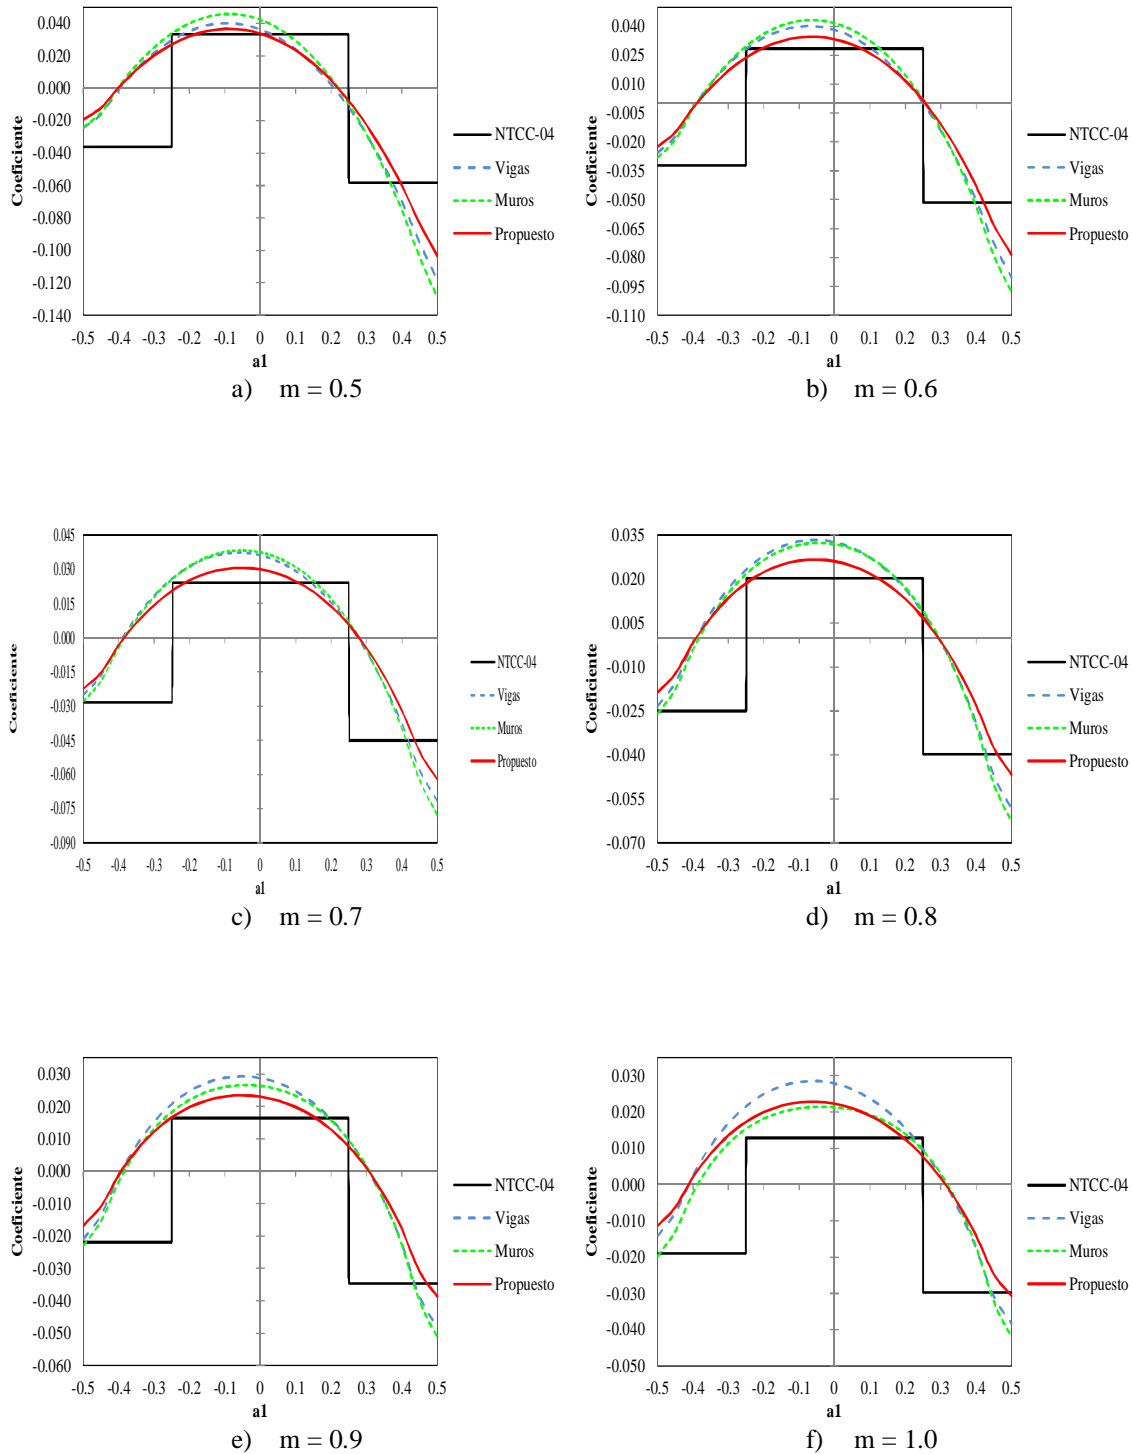 0.040
0.020
0.000
-0.020
-0.040
-0.060
-0.080
-0.100
-0.120
-0.140
Coeficiente
-0.5 -0.4 -0.3 -0.2 -0.1 0 0.1 0.2 0.3 0.4 0.5
a1
NTCC-04
Vigas
Muros
Propuesto
a) m = 0.5
0.040
0.025
0.010
-0.005
-0.020
-0.035
-0.050
-0.065
-0.080
-0.095
-0.110
Coeficiente
-0.5 -0.4 -0.3 -0.2 -0.1 0 0.1 0.2 0.3 0.4 0.5
a1
NTCC-04
Vigas
Muros
Propuesto
b) m = 0.6
0.045
0.030
0.015
0.000
-0.015
-0.030
-0.045
-0.060
-0.075
-0.090
Coeficiente
-0.5 -0.4 -0.3 -0.2 -0.1 0 0.1 0.2 0.3 0.4 0.5
a1
NTCC-04
Vigas
Muros
Propuesto
c) m = 0.7
0.035
0.020
0.005
-0.010
-0.025
-0.040
-0.055
-0.070
Coeficiente
-0.5 -0.4 -0.3 -0.2 -0.1 0 0.1 0.2 0.3 0.4 0.5
a1
NTCC-04
Vigas
Muros
Propuesto
d) m = 0.8
0.030
0.020
0.010
0.000
-0.010
-0.020
-0.030
-0.040
-0.050
-0.060
Coeficiente
-0.5 -0.4 -0.3 -0.2 -0.1 0 0.1 0.2 0.3 0.4 0.5
a1
NTCC-04
Vigas
Muros
Propuesto
e) m = 0.9
0.030
0.020
0.010
0.000
-0.010
-0.020
-0.030
-0.040
-0.050
Coeficiente
-0.5 -0.4 -0.3 -0.2 -0.1 0 0.1 0.2 0.3 0.4 0.5
a1
NTCC-04
Vigas
Muros
Propuesto
f) m = 1.0